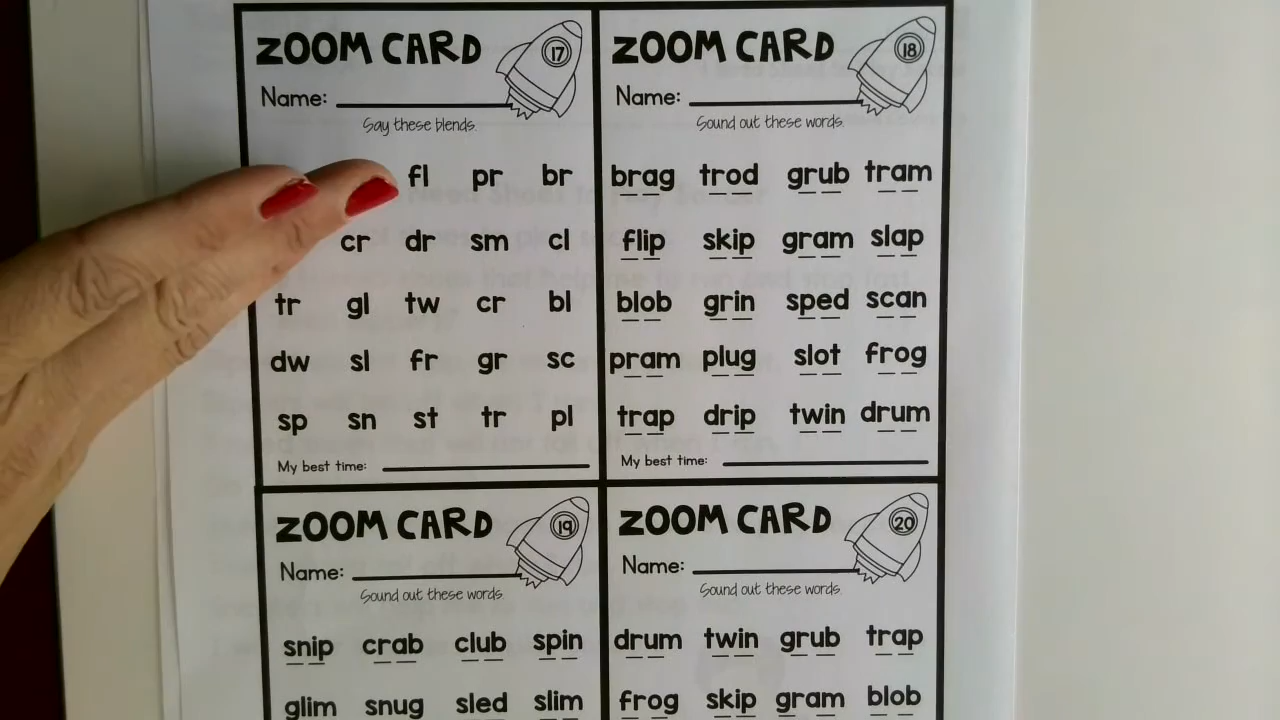 ZOOM CARD
17
Name:
Say these blends.
fl pr br
cr dr sm cl
tr gl tw cr bl
dw sl fr gr sc
sp sn st tr pl
My best time:
ZOOM CARD
18
Name:
Sound out these words.
brag trod grub tram
flip skip gram slap
blob grin sped scan
pram plug slot frog
trap drip twin drum
My best time:
ZOOM CARD
19
Name:
Sound out these words.
snip crab club spin
glim snug sled slim
ZOOM CARD
20
Name:
Sound out these words.
drum twin grub trap
frog skip gram blob